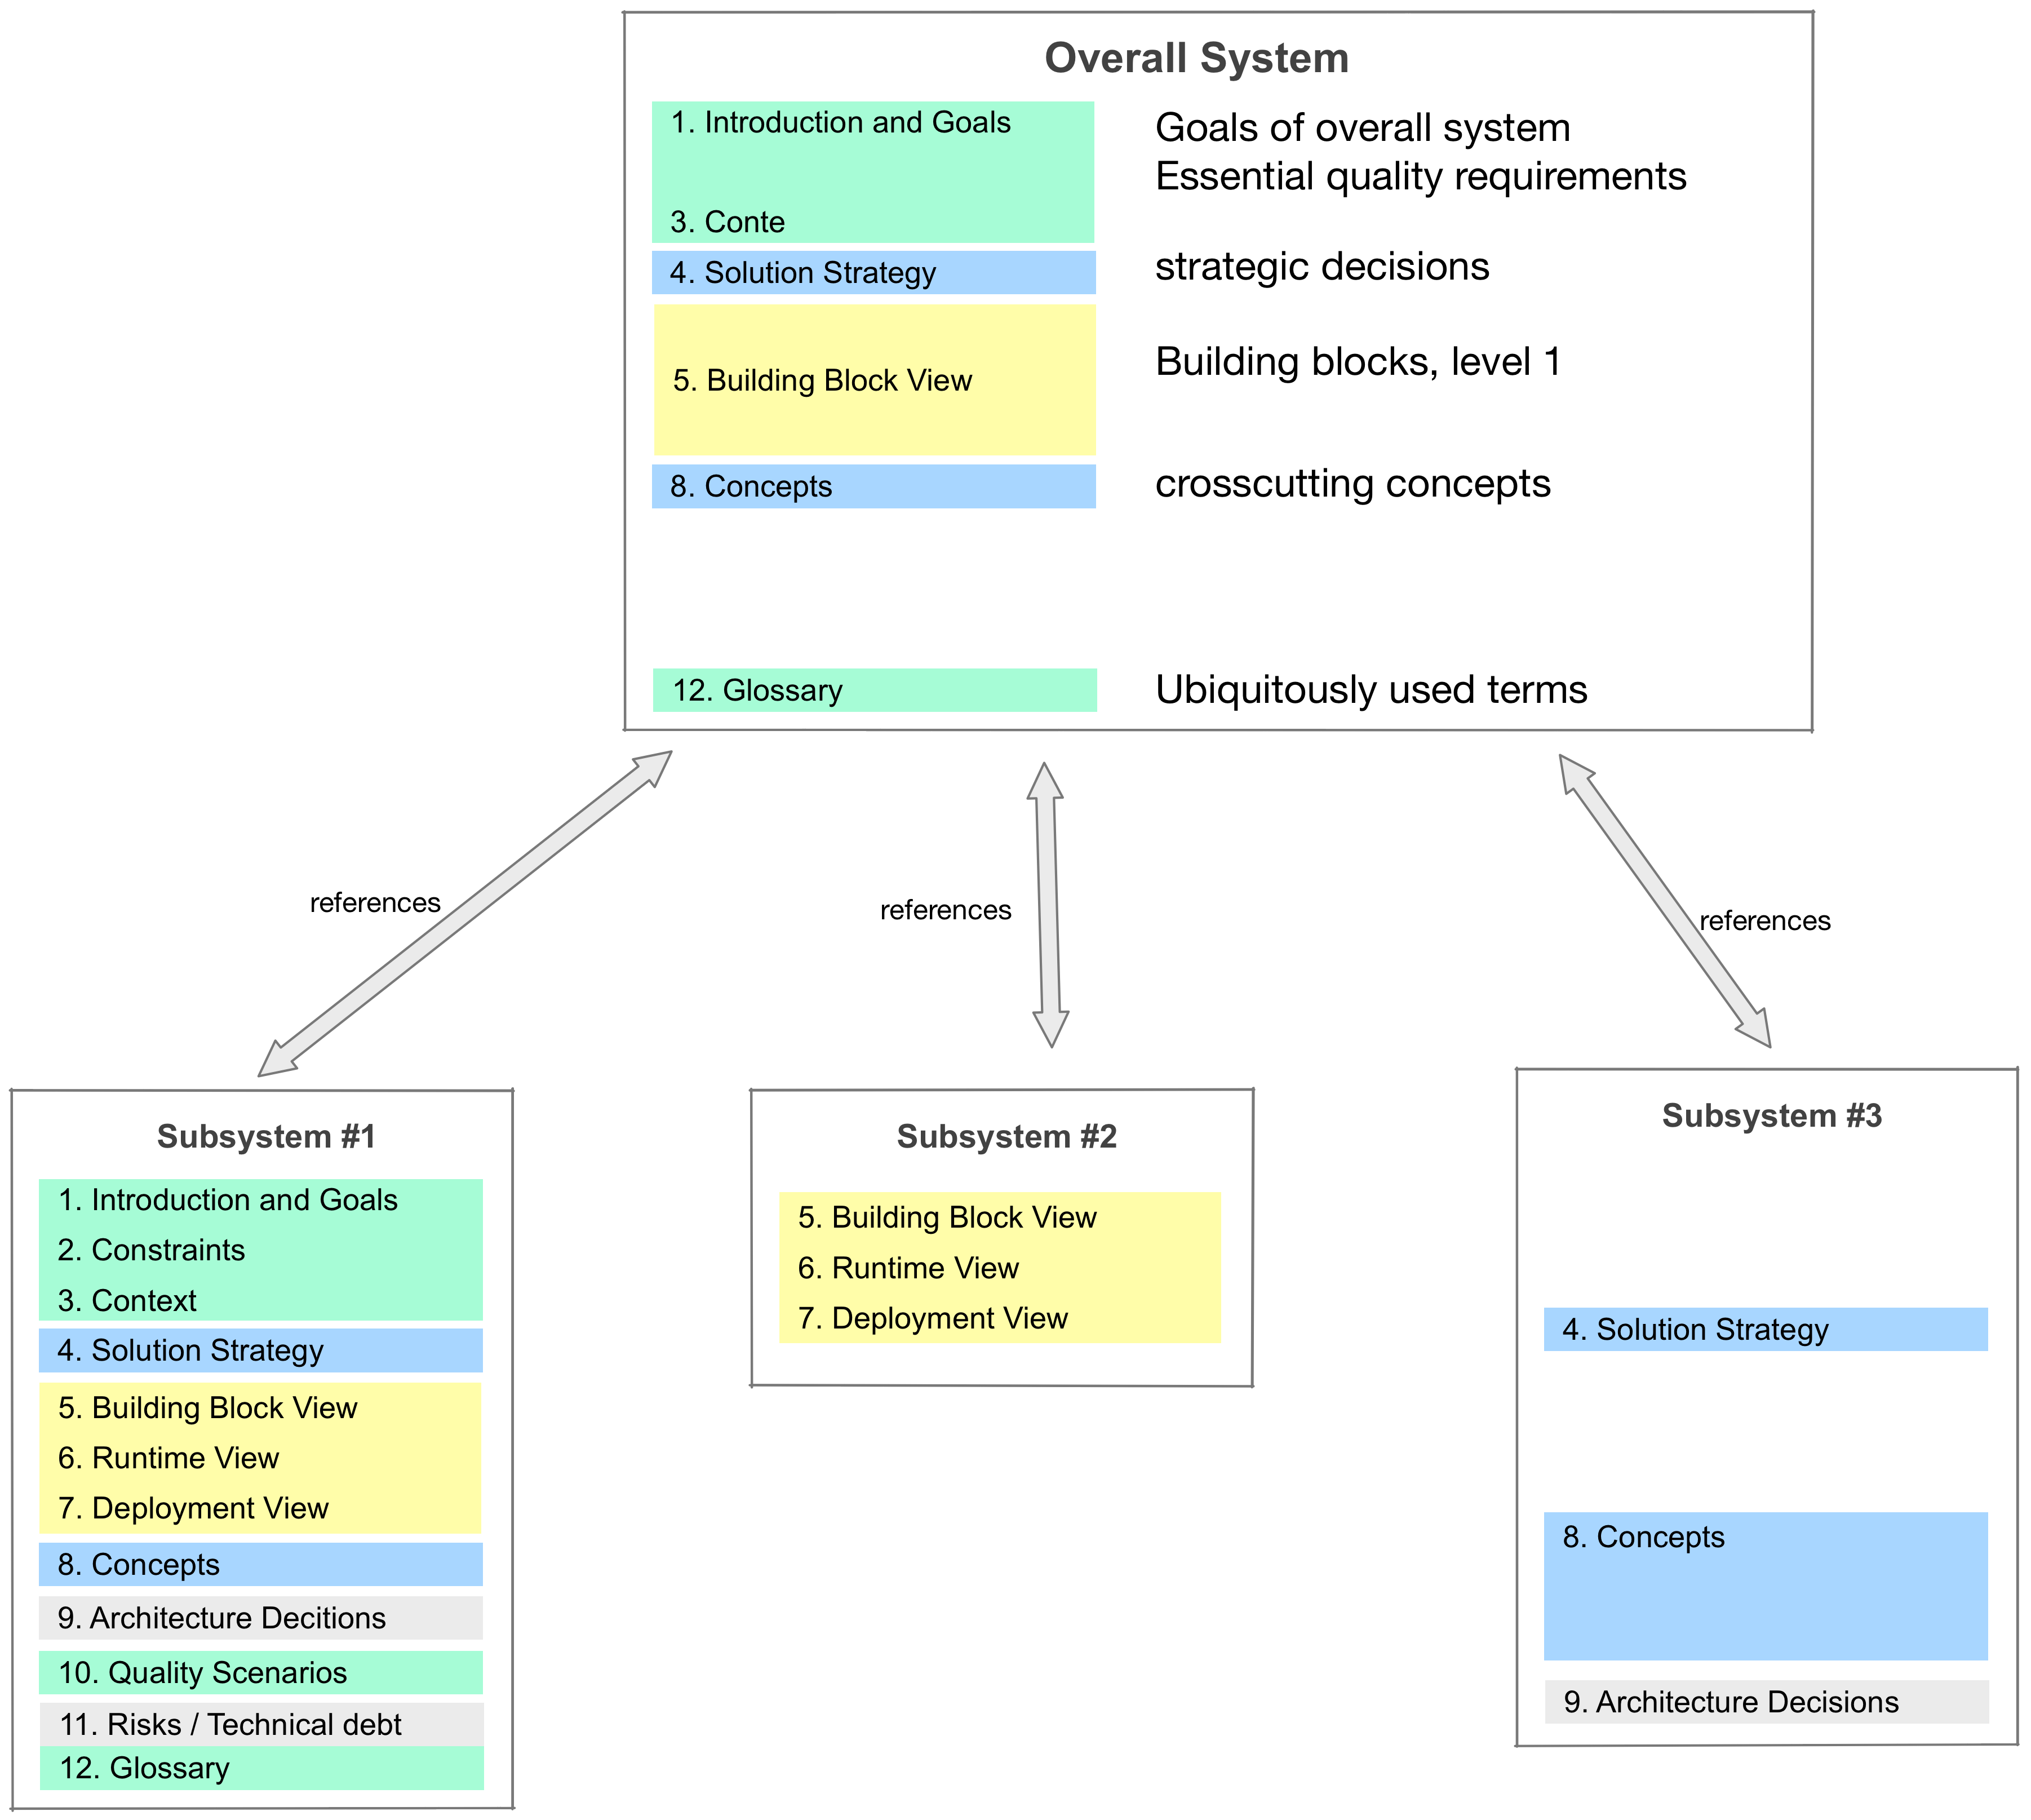 Overall System
1. Introduction and Goals
Goals of overall system
Essential quality requirements
3. Conte
4. Solution Strategy
strategic decisions
5. Building Block View
Building blocks, level 1
8. Concepts
crosscutting concepts
12. Glossary
Ubiquitously used terms
references
references
references
Subsystem #1
1. Introduction and Goals
2. Constraints
3. Context
4. Solution Strategy
5. Building Block View
6. Runtime View
7. Deployment View
8. Concepts
9. Architecture Decitions
10. Quality Scenarios
11. Risks / Technical debt
12. Glossary
Subsystem #2
5. Building Block View
6. Runtime View
7. Deployment View
Subsystem #3
4. Solution Strategy
8. Concepts
9. Architecture Decisions